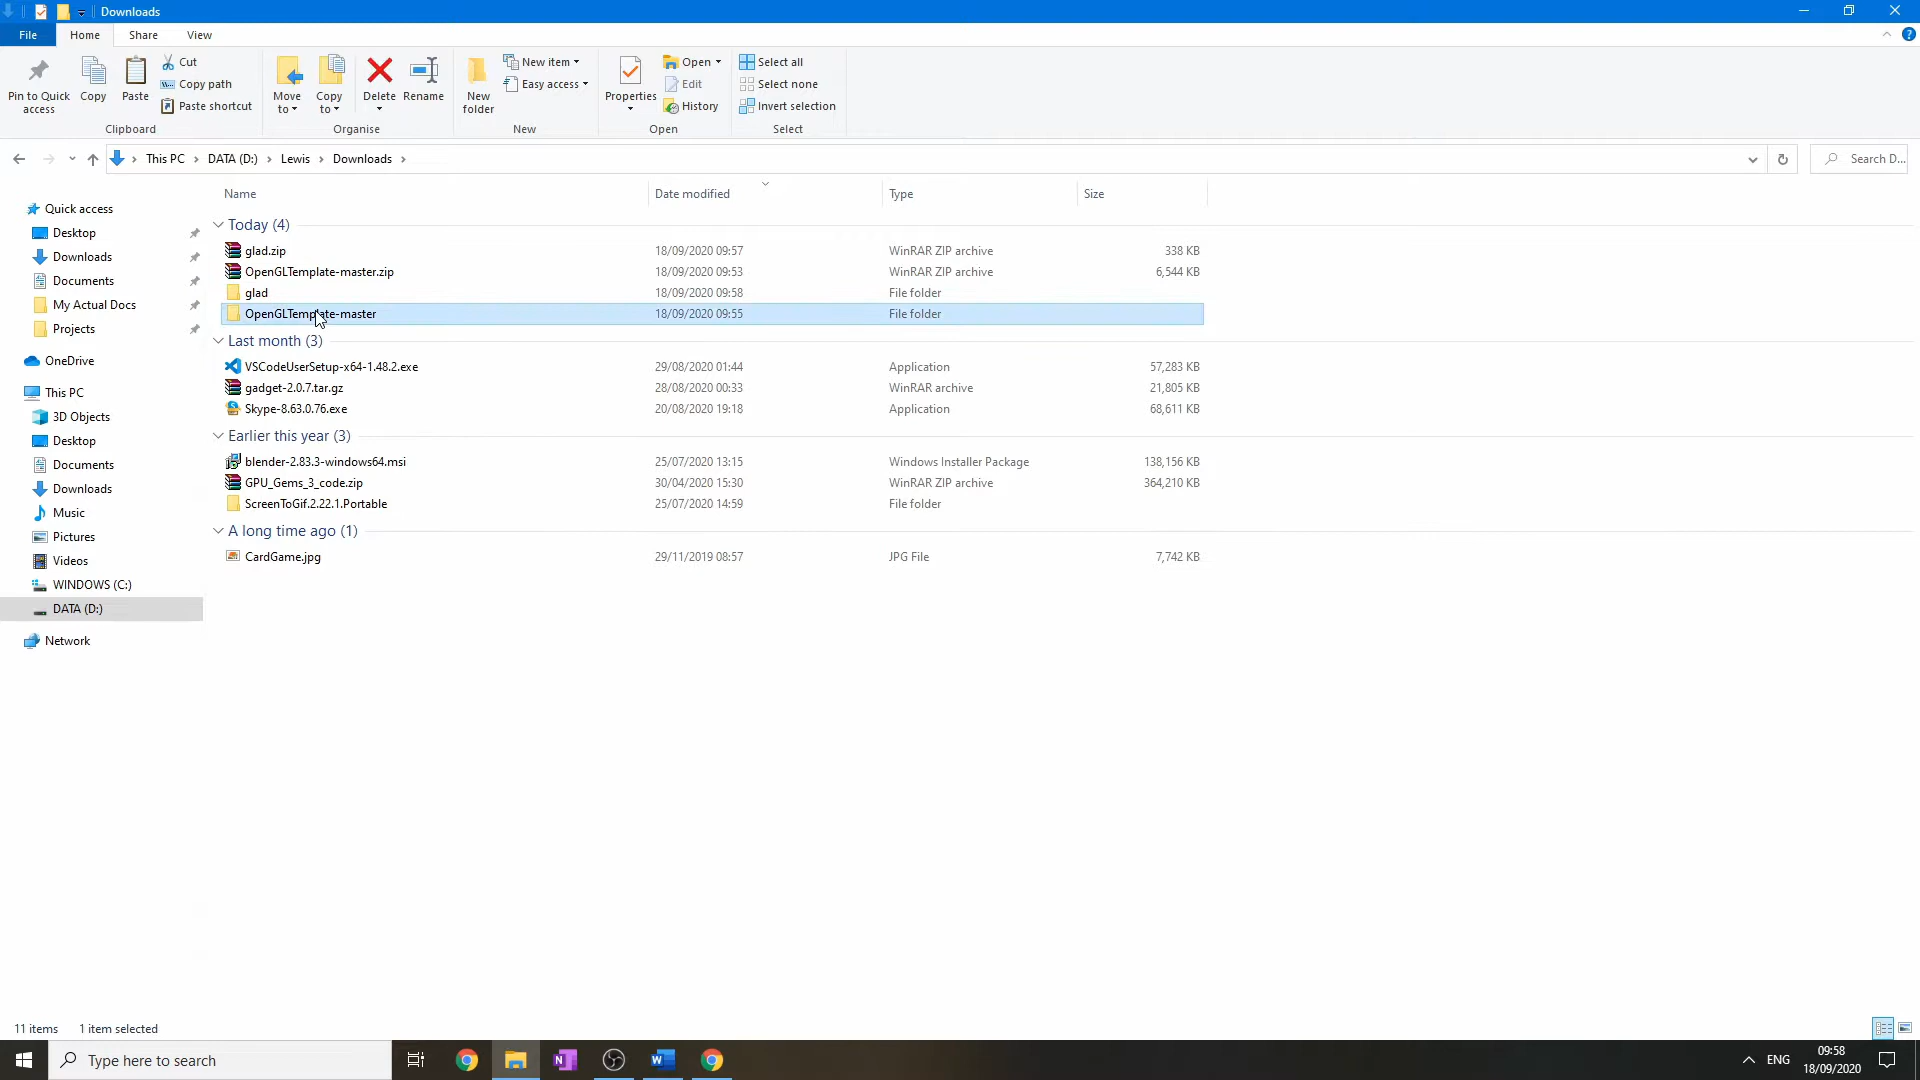 Downloads
File Home Share View
Pin to Quick access
Copy
Paste
Cut
Copy path
Paste shortcut
Clipboard
Move to
Copy to
Delete
Rename
Organise
New folder
New item
Easy access
New
Properties
Open
Edit
History
Open
Select all
Select none
Invert selection
Select
This PC > DATA (D:) > Lewis > Downloads >
Search D...
Quick access
Desktop
Downloads
Documents
My Actual Docs
Projects
OneDrive
This PC
3D Objects
Desktop
Documents
Downloads
Music
Pictures
Videos
WINDOWS (C:)
DATA (D:)
Network
Name Date modified Type Size
Today (4)
glad.zip 18/09/2020 09:57 WinRAR ZIP archive 338 KB
OpenGLTemplate-master.zip 18/09/2020 09:53 WinRAR ZIP archive 6,544 KB
glad 18/09/2020 09:58 File folder
OpenGLTemplate-master 18/09/2020 09:55 File folder
Last month (3)
VSCodeUserSetup-x64-1.48.2.exe 29/08/2020 01:44 Application 57,283 KB
gadget-2.0.7.tar.gz 28/08/2020 00:33 WinRAR archive 21,805 KB
Skype-8.63.0.76.exe 20/08/2020 19:18 Application 68,611 KB
Earlier this year (3)
blender-2.83.3-windows64.msi 25/07/2020 13:15 Windows Installer Package 138,156 KB
GPU_Gems_3_code.zip 30/04/2020 15:30 WinRAR ZIP archive 364,210 KB
ScreenToGif.2.22.1.Portable 25/07/2020 14:59 File folder
A long time ago (1)
CardGame.jpg 29/11/2019 08:57 JPG File 7,742 KB
11 items 1 item selected
Type here to search
ENG
09:58
18/09/2020